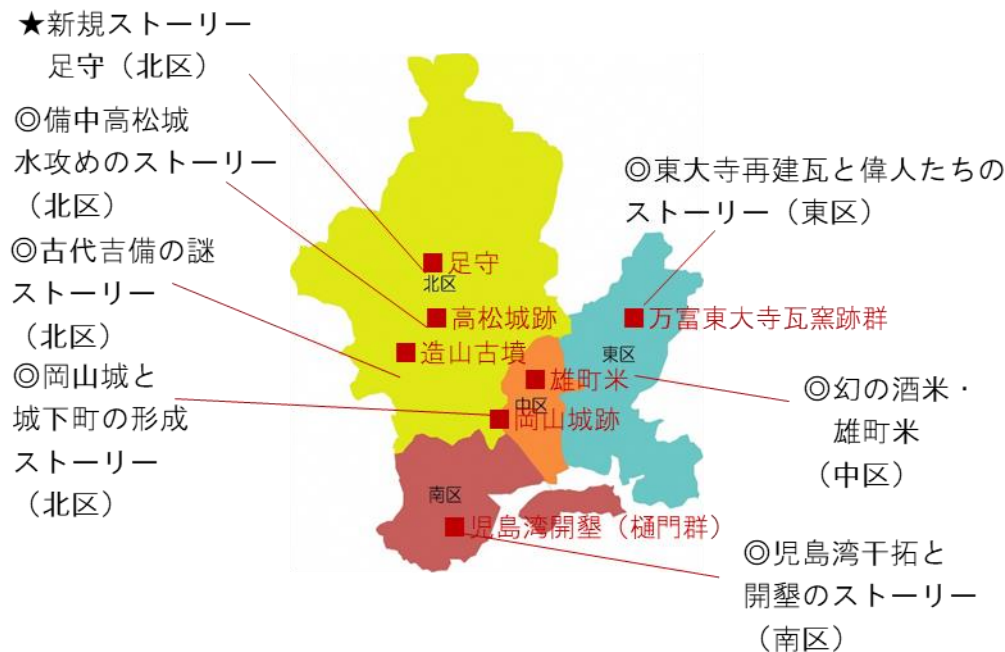 ★新規ストーリー
足守（北区）
◎備中高松城
水攻めのストーリー
（北区）
◎古代吉備の謎
ストーリー
（北区）
◎岡山城と
城下町の形成
ストーリー
（北区）
足守
北区
高松城跡
造山古墳
雄町米
中区
岡山城跡
南区
児島湾開墾（樋門群）
◎東大寺再建瓦と偉人たちの
ストーリー（東区）
万富東大寺瓦窯跡群
東区
◎幻の酒米・
雄町米
（中区）
◎児島湾干拓と
開墾のストーリー
（南区）